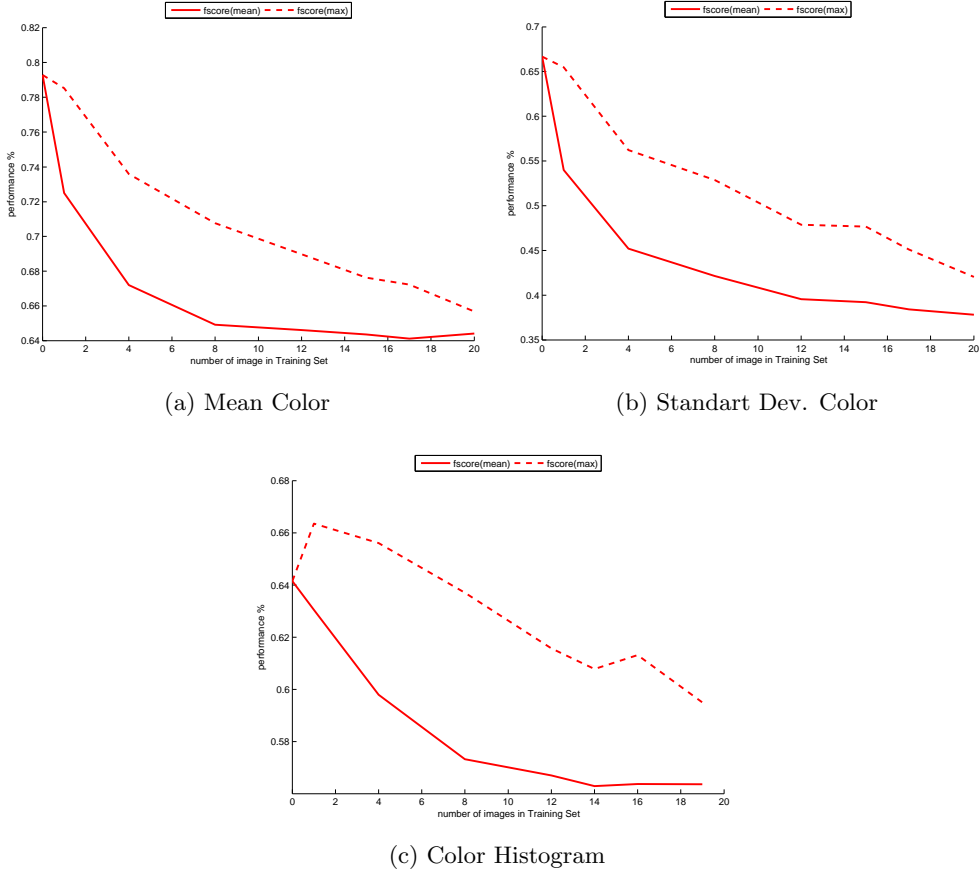 fscore(mean) fscore(max)
0.82
0.8
0.78
0.76
0.74
0.72
0.7
0.68
0.66
0.64
performance %
0 2 4 6 8 10 12 14 16 18 20
number of image in Training Set
(a) Mean Color
fscore(mean) fscore(max)
0.7
0.65
0.6
0.55
0.5
0.45
0.4
0.35
performance %
0 2 4 6 8 10 12 14 16 18 20
number of image in Training Set
(b) Standart Dev. Color
fscore(mean) fscore(max)
0.68
0.66
0.64
0.62
0.6
0.58
performance %
0 2 4 6 8 10 12 14 16 18 20
number of images in Training Set
(c) Color Histogram